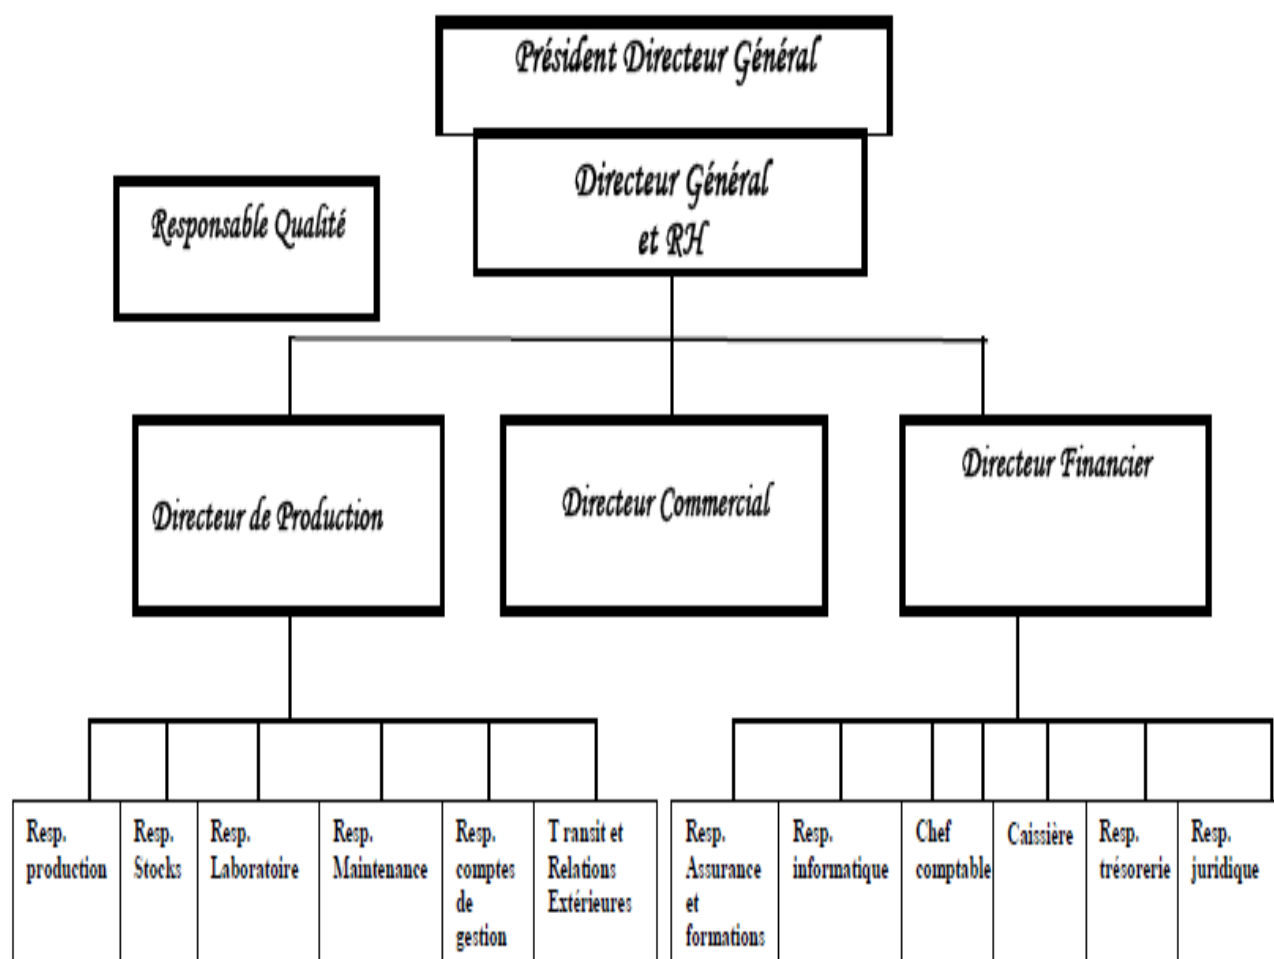 Président Directeur Général
Directeur Général
et RH
Responsable Qualité
Directeur de Production
Directeur Commercial
Directeur Financier
Resp.
production
Resp.
Stocks
Resp.
Laboratoire
Resp.
Maintenance
Resp.
comptes
de
gestion
Transit et
Relations
Extérieures
Resp.
Assurance
et
formations
Resp.
informatique
Chef
comptable
Caissière
Resp.
trésorerie
Resp.
juridique